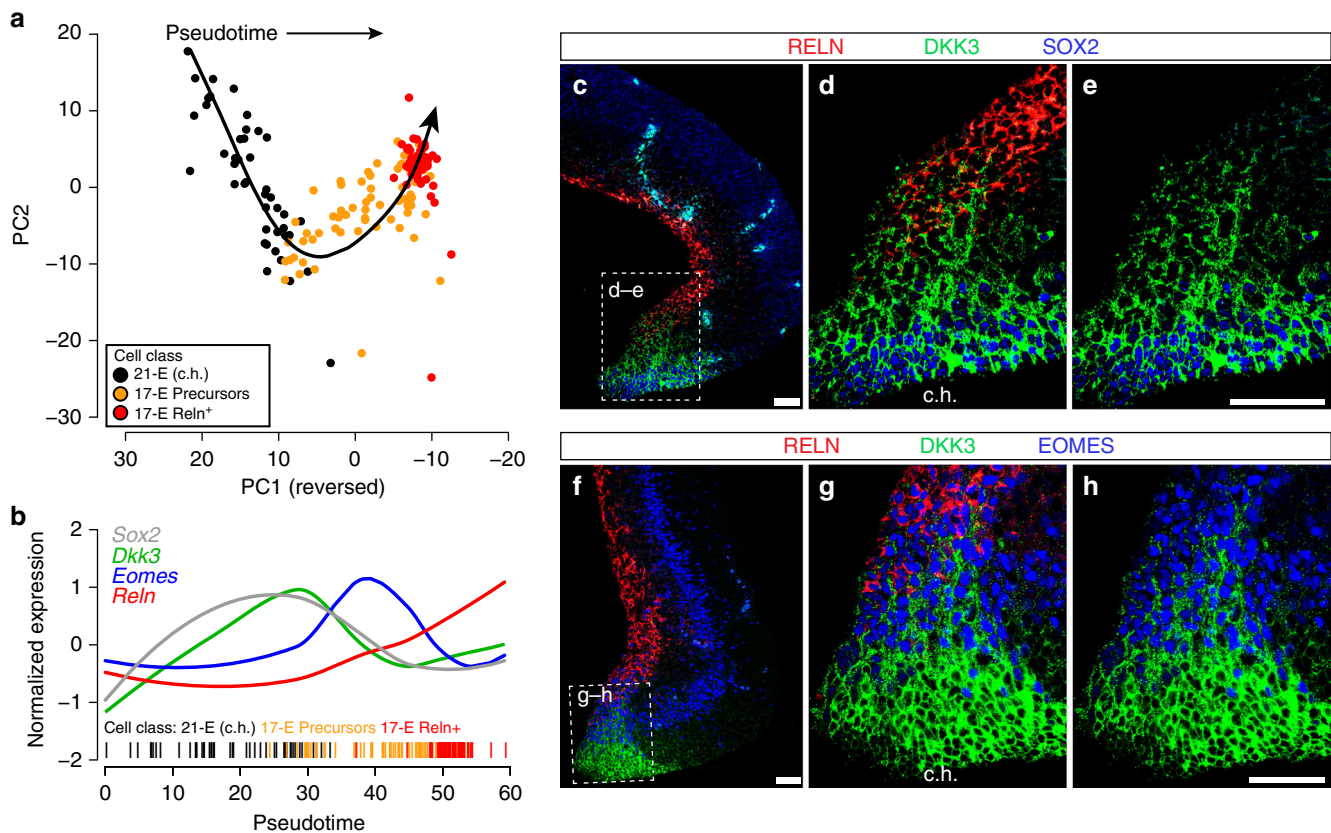 a
Pseudotime
20
10
0
−10
−20
−30
PC2
Cell class
21-E (c.h.)
17-E Precursors
17-E Reln+
30 20 10 0 −10 −20
PC1 (reversed)
b
Sox2
Dkk3
Eomes
Reln
2
1
0
−1
−2
Normalized expression
Cell class: 21-E (c.h.) 17-E Precursors 17-E Reln+
0 10 20 30 40 50 60
Pseudotime
RELN DKK3 SOX2
c
d–e
d
c.h.
e
RELN DKK3 EOMES
f
g–h
g
c.h.
h